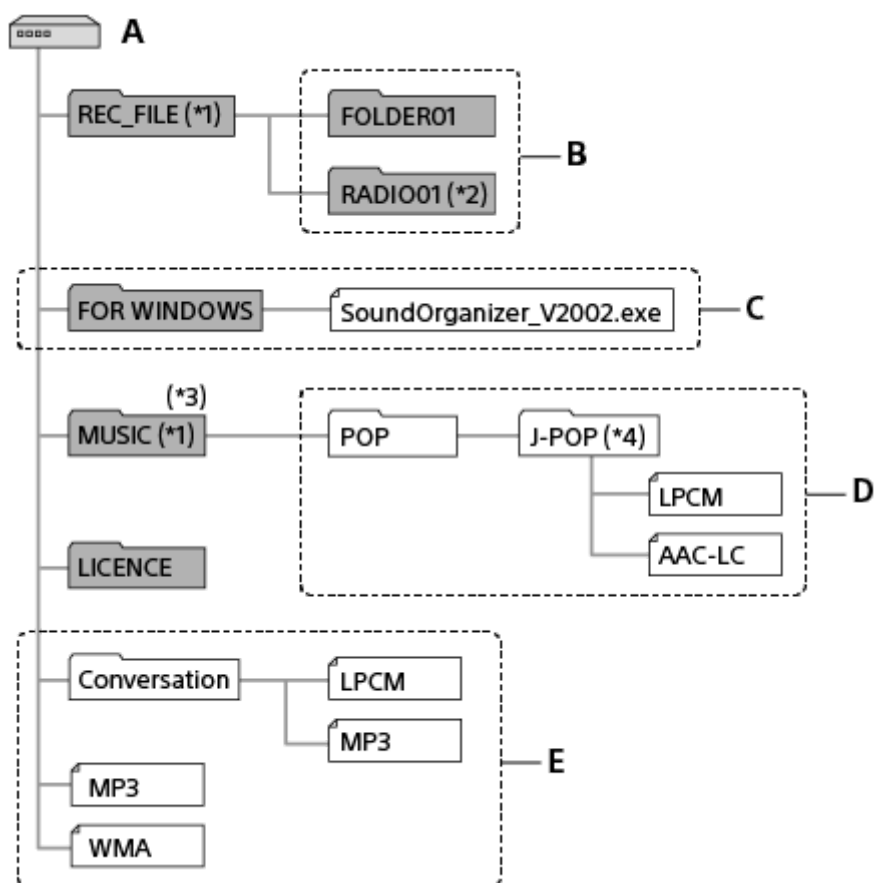 A
REC_FILE (*1)
FOLDER01
RADIO01 (*2)
B
FOR WINDOWS
SoundOrganizer_V2002.exe
C
(*3)
MUSIC (*1)
POP
J-POP (*4)
LPCM
AAC-LC
D
LICENCE
Conversation
LPCM
MP3
E
MP3
WMA